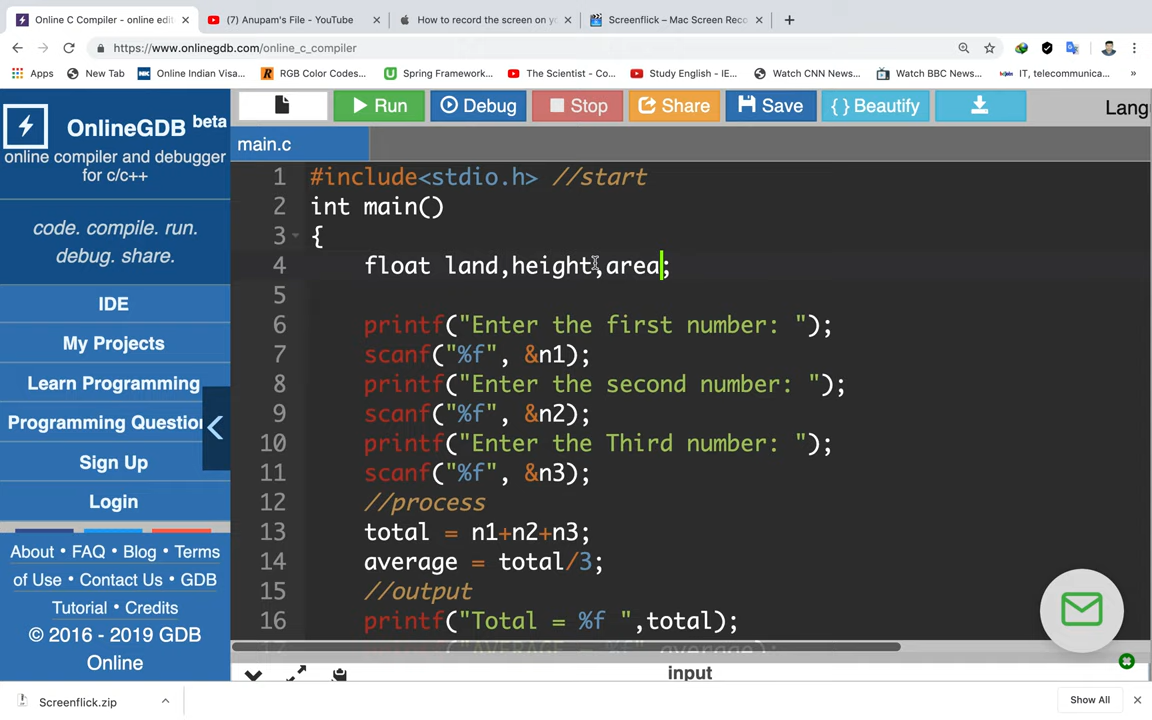 Online C Compiler - online edit
(7) Anupam's File - YouTube
How to record the screen on yo
Screenflick – Mac Screen Reco
https://www.onlinegdb.com/online_c_compiler
Apps
New Tab
Online Indian Visa...
RGB Color Codes...
Spring Framework...
The Scientist - Co...
Study English - IE...
Watch CNN News...
Watch BBC News...
IT, telecommunica...
»
OnlineGDB beta
online compiler and debugger
for c/c++
code. compile. run.
debug. share.
IDE
My Projects
Learn Programming
Programming Question
Sign Up
Login
About • FAQ • Blog • Terms
of Use • Contact Us • GDB
Tutorial • Credits
© 2016 - 2019 GDB
Online
Run
Debug
Stop
Share
Save
{ } Beautify
Lang
main.c
1 #include<stdio.h> //start
2 int main()
3 {
4 float land,height,area;
5
6 printf("Enter the first number: ");
7 scanf("%f", &n1);
8 printf("Enter the second number: ");
9 scanf("%f", &n2);
10 printf("Enter the Third number: ");
11 scanf("%f", &n3);
12 //process
13 total = n1+n2+n3;
14 average = total/3;
15 //output
16 printf("Total = %f ",total);
17 printf("AVERAGE = %f",average);
input
Screenflick.zip
Show All